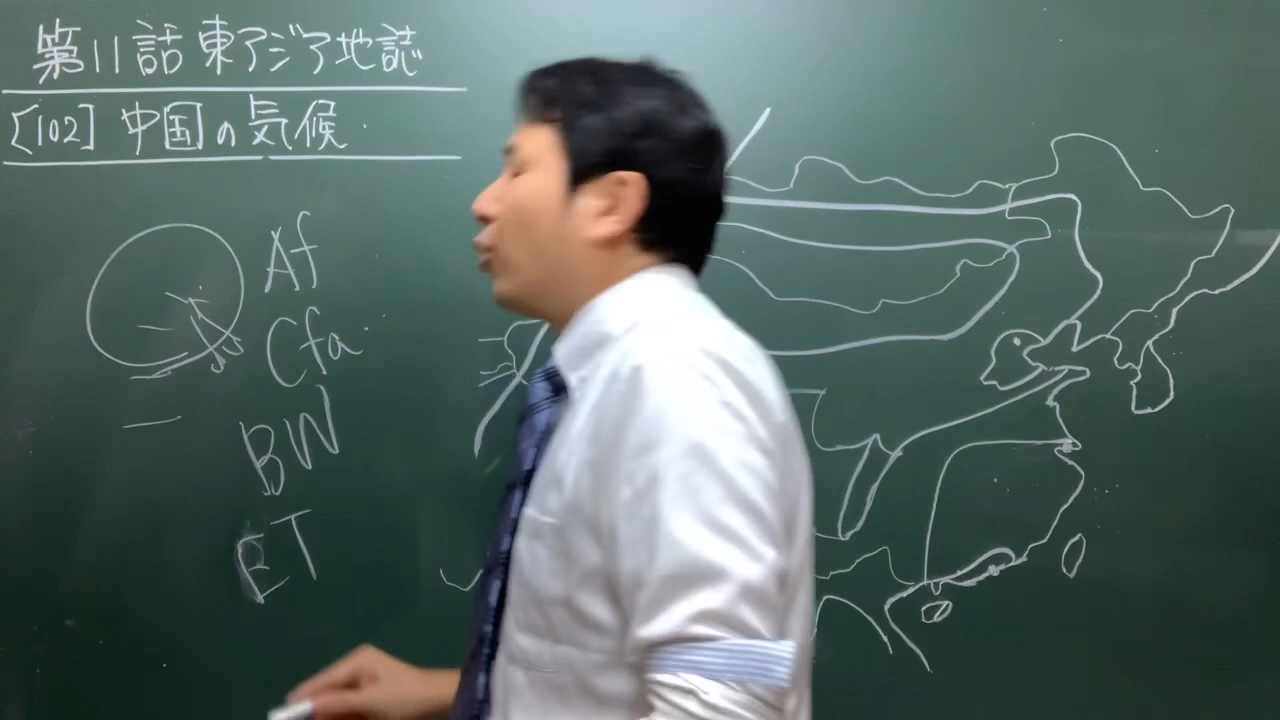 第11話 東アジア地誌
[102] 中国の気候
Af
Cfa
BW
ET